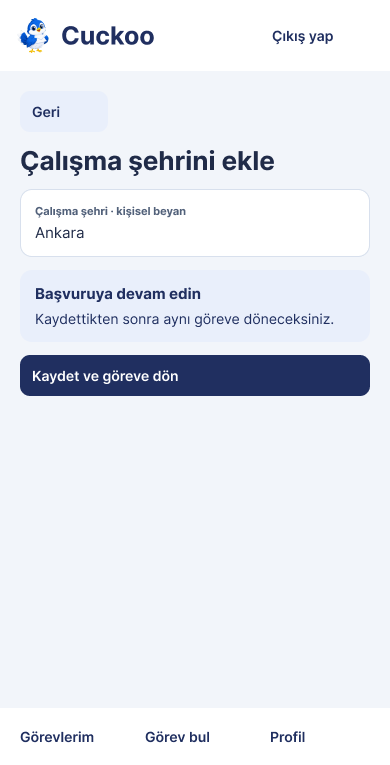 Cuckoo
Çıkış yap
Geri
Çalışma şehrini ekle
Çalışma şehri · kişisel beyan
Ankara
Başvuruya devam edin
Kaydettikten sonra aynı göreve döneceksiniz.
Kaydet ve göreve dön
Görevlerim
Görev bul
Profil